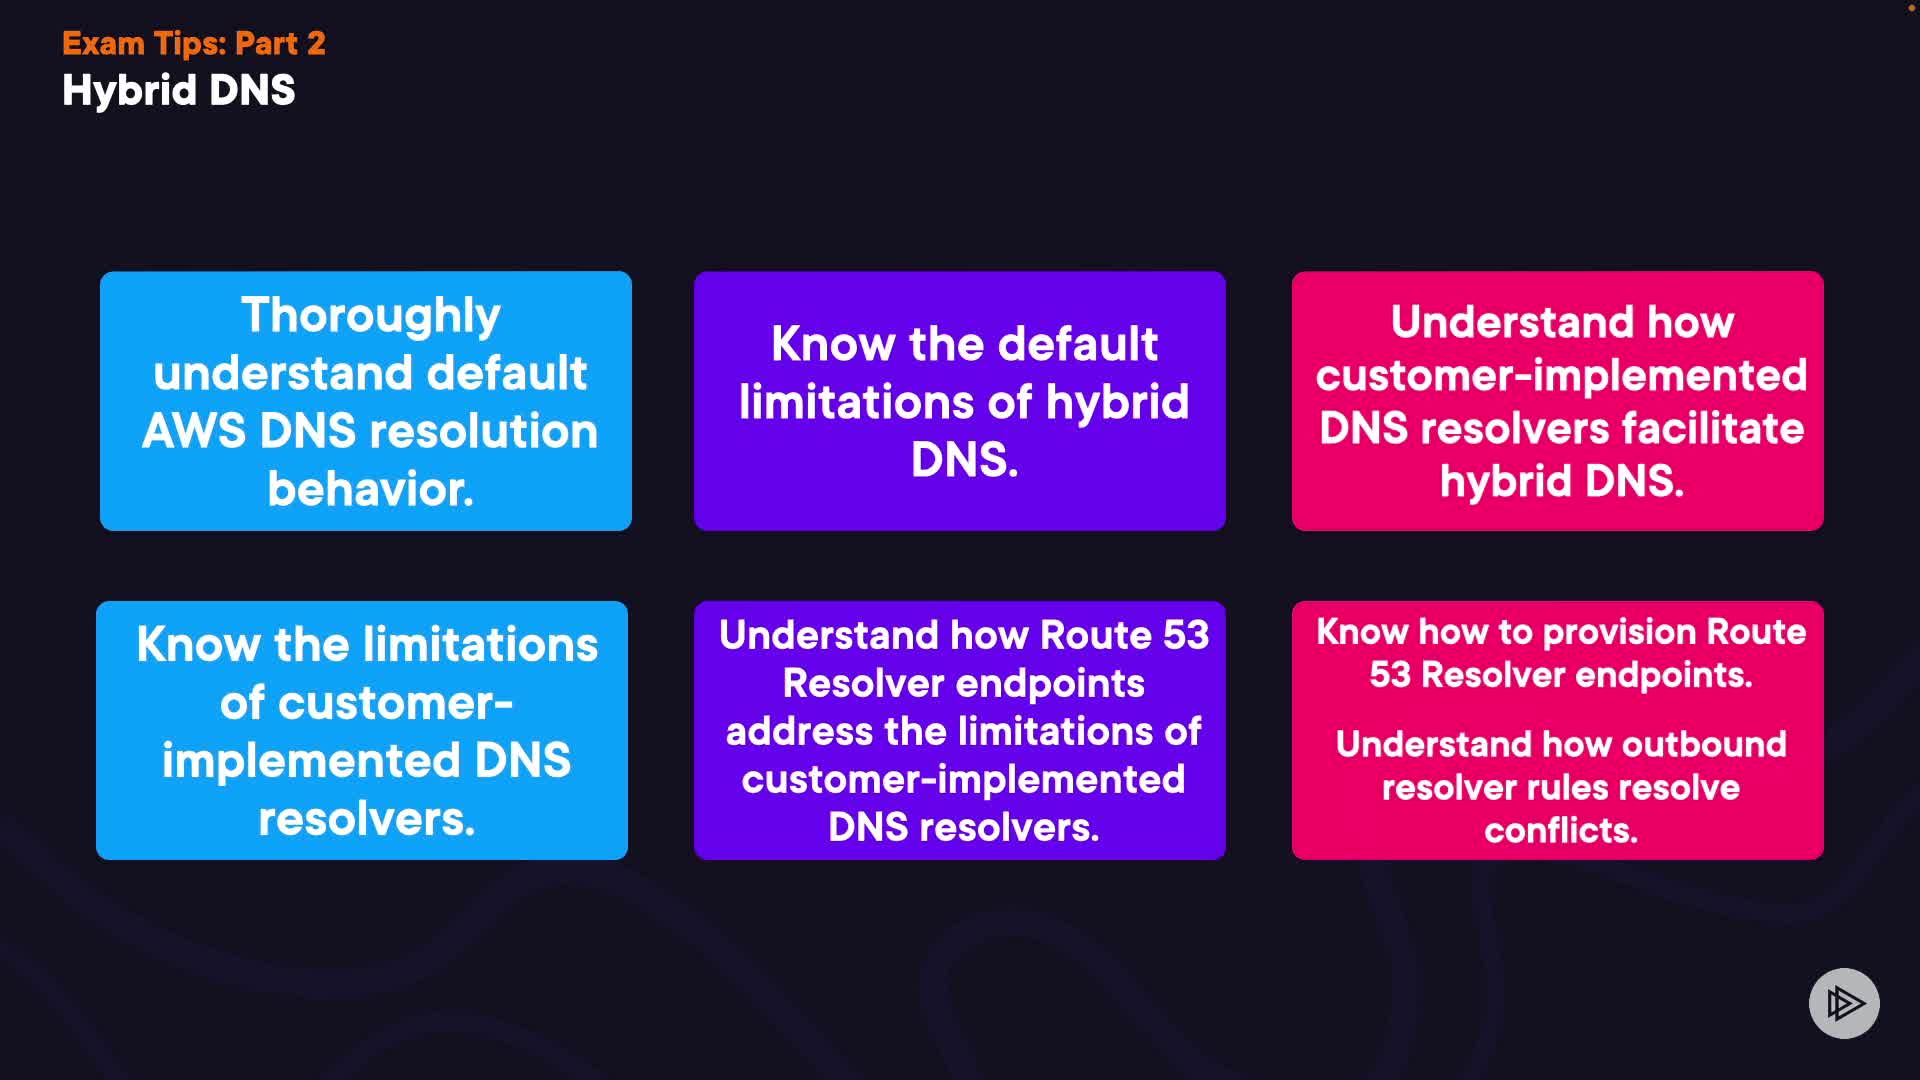 Exam Tips: Part 2
Hybrid DNS
Thoroughly
understand default
AWS DNS resolution
behavior.
Know the default
limitations of hybrid
DNS.
Understand how
customer-implemented
DNS resolvers facilitate
hybrid DNS.
Know the limitations
of customer-
implemented DNS
resolvers.
Understand how Route 53
Resolver endpoints
address the limitations of
customer-implemented
DNS resolvers.
Know how to provision Route
53 Resolver endpoints.
Understand how outbound
resolver rules resolve
conflicts.